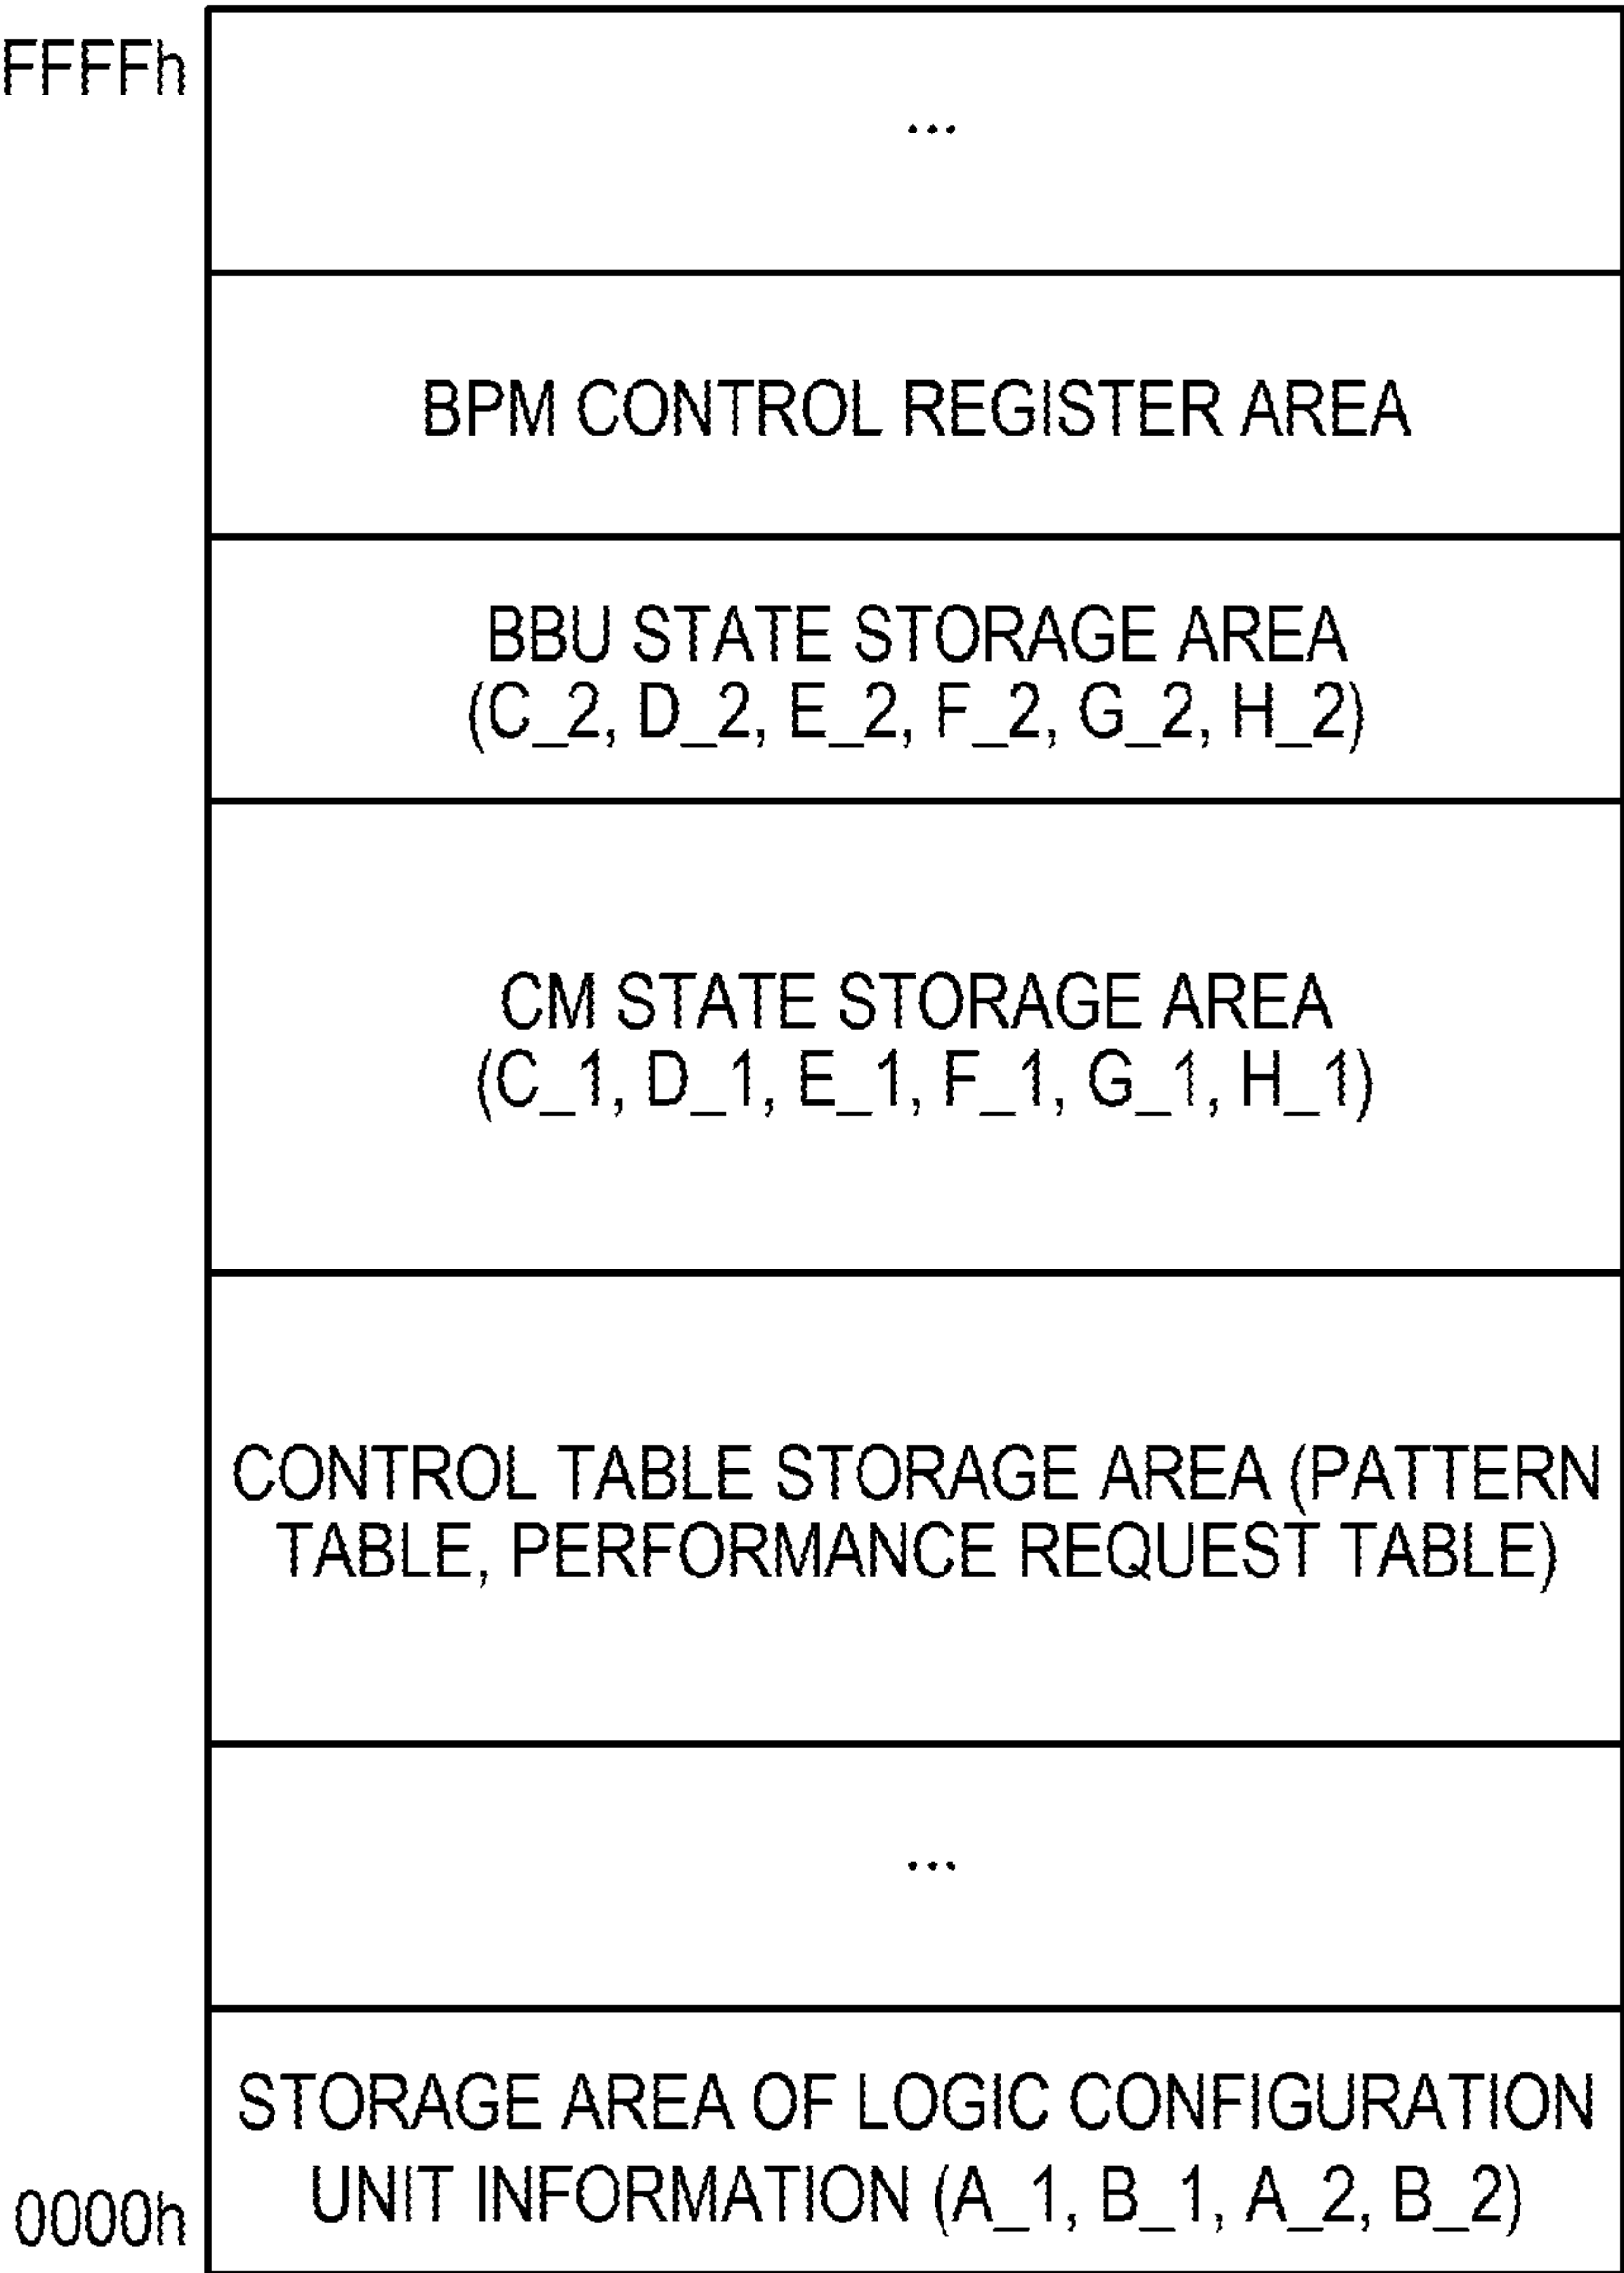 FFFFh
...
BPM CONTROL REGISTER AREA
BBU STATE STORAGE AREA
(C_2, D_2, E_2, F_2, G_2, H_2)
CM STATE STORAGE AREA
(C_1, D_1, E_1, F_1, G_1, H_1)
CONTROL TABLE STORAGE AREA (PATTERN
TABLE, PERFORMANCE REQUEST TABLE)
...
STORAGE AREA OF LOGIC CONFIGURATION
UNIT INFORMATION (A_1, B_1, A_2, B_2)
0000h